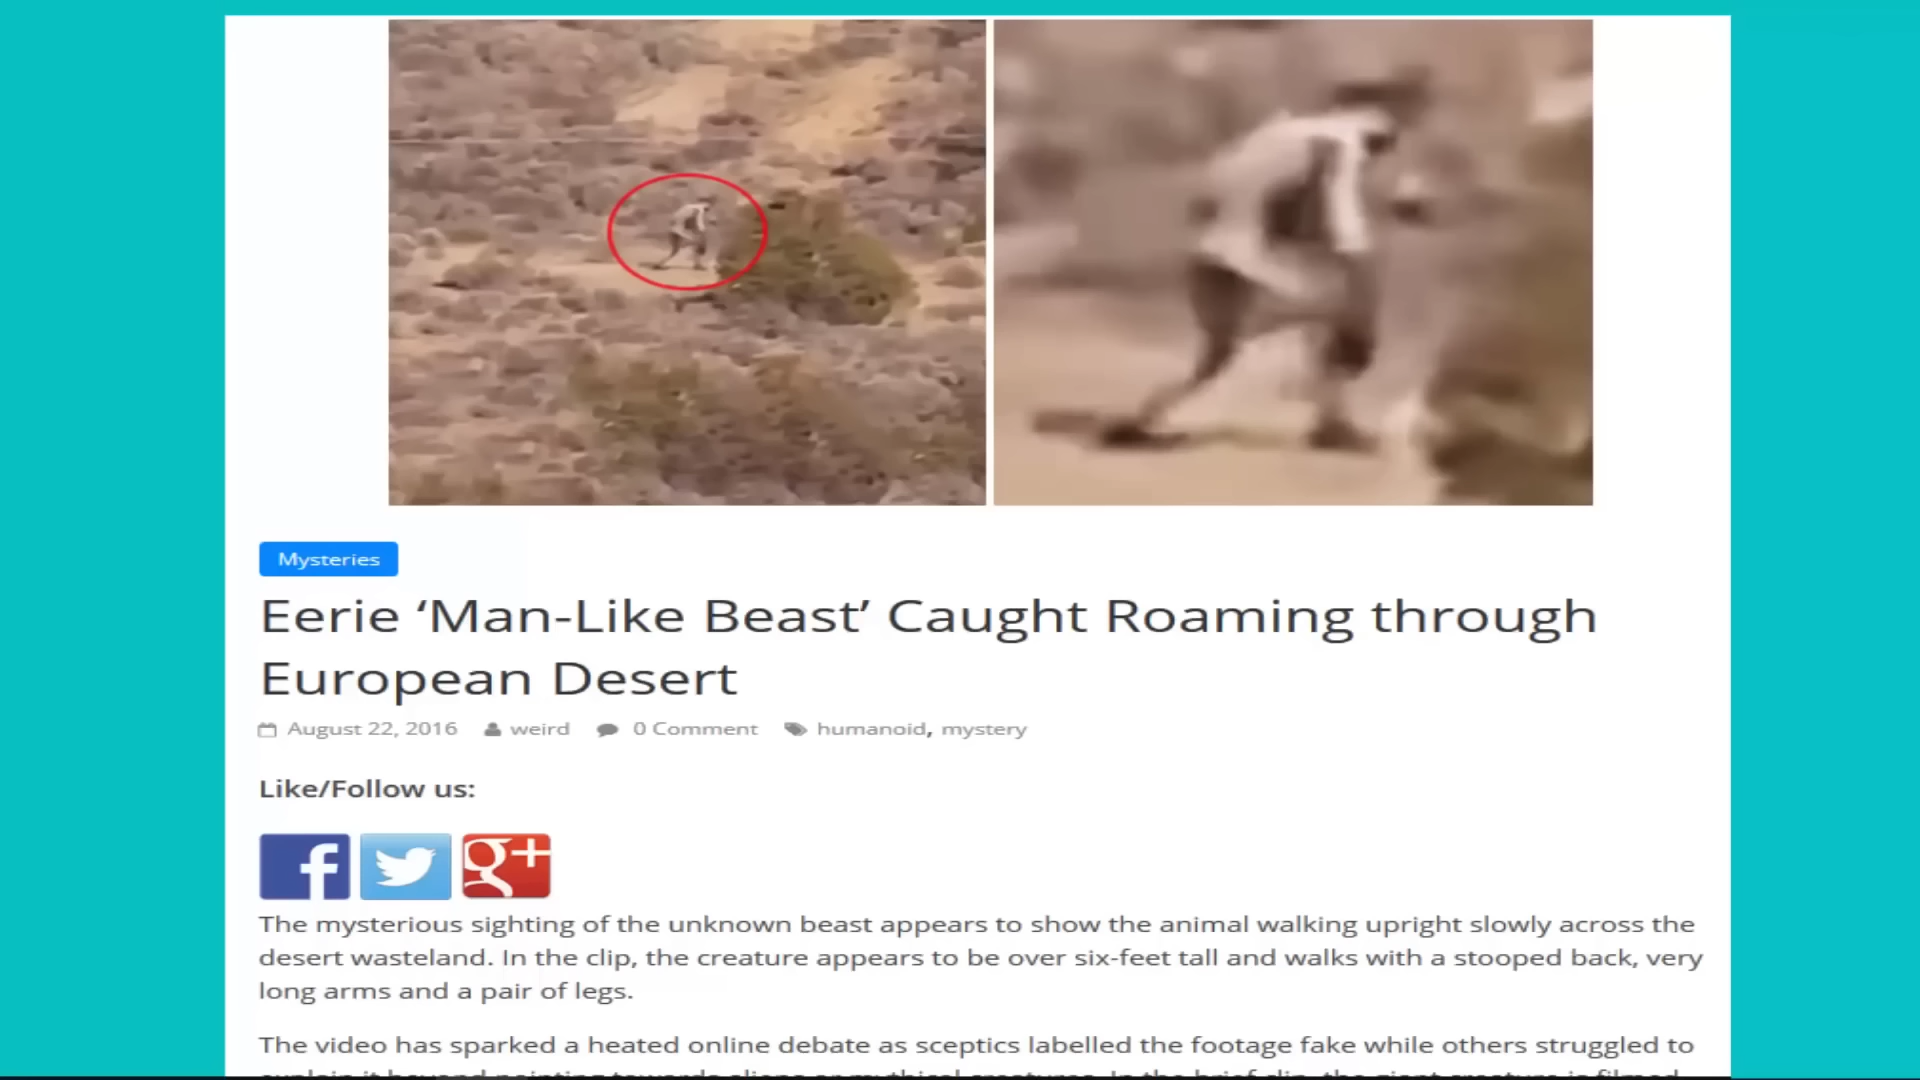 Mysteries
Eerie ‘Man-Like Beast’ Caught Roaming through
European Desert
August 22, 2016 weird 0 Comment humanoid, mystery
Like/Follow us:
f g+
The mysterious sighting of the unknown beast appears to show the animal walking upright slowly across the
desert wasteland. In the clip, the creature appears to be over six-feet tall and walks with a stooped back, very
long arms and a pair of legs.
The video has sparked a heated online debate as sceptics labelled the footage fake while others struggled to